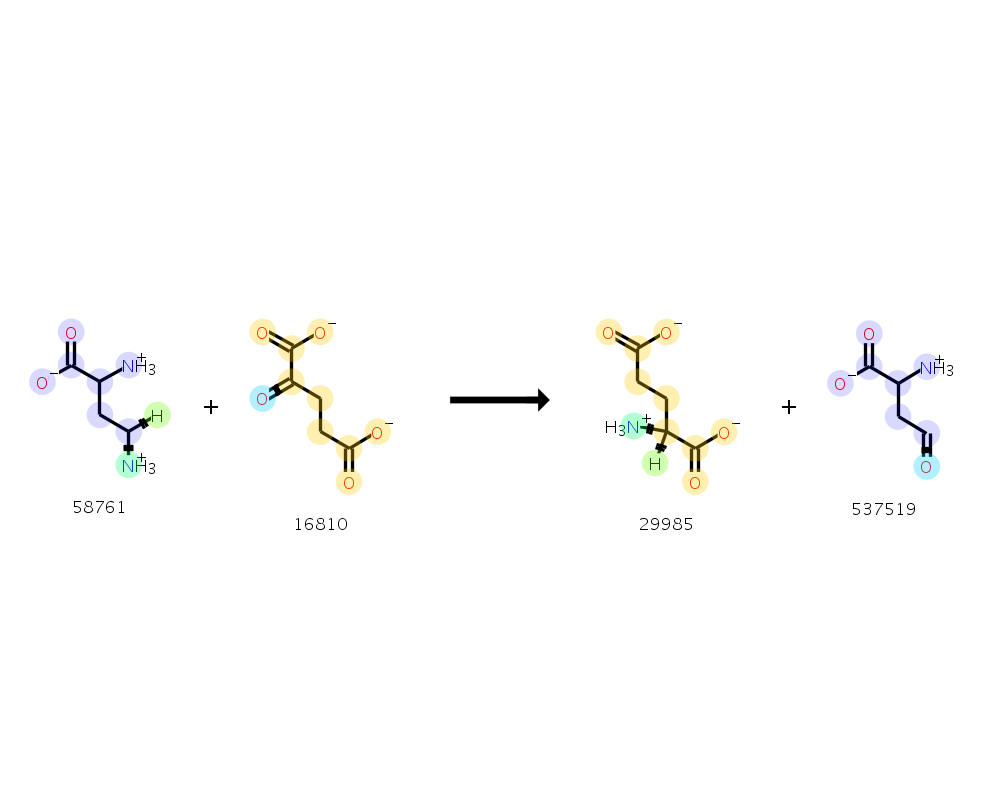 O O O⁻ O O⁻ O
NH₃⁺ H₃N⁺ NH₃⁺
O⁻ O O⁻
H + O⁻ + 
NH₃⁺ O H O O
58761 16810 29985 537519